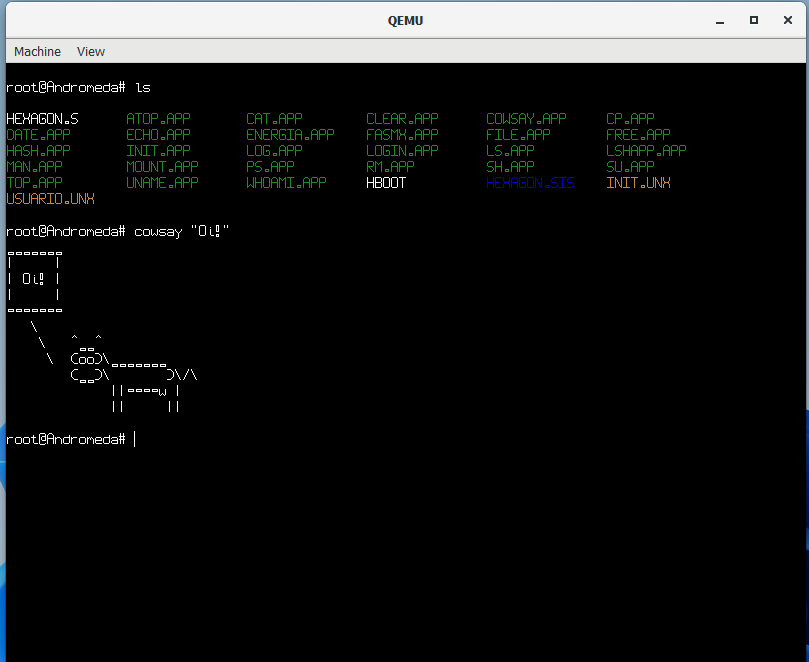 QEMU
Machine View
root@Andromeda# ls
HEXAGON.S ATOP.APP CAT.APP CLEAR.APP COWSAY.APP CP.APP
DATE.APP ECHO.APP ENERGIA.APP FASMX.APP FILE.APP FREE.APP
HASH.APP INIT.APP LOG.APP LOGIN.APP LS.APP LSHAPP.APP
MAN.APP MOUNT.APP PS.APP RM.APP SH.APP SU.APP
TOP.APP UNAME.APP WHOAMI.APP HBOOT HEXAGON.SIS INIT.UNX
USUARIO.UNX
root@Andromeda# cowsay "Oi!"
-------
|     |
| Oi! |
|     |
-------
   \
    \   ^__^
     \  (oo)\_______
        (__)\       )\/\
             ||----w |
             ||     ||
root@Andromeda#